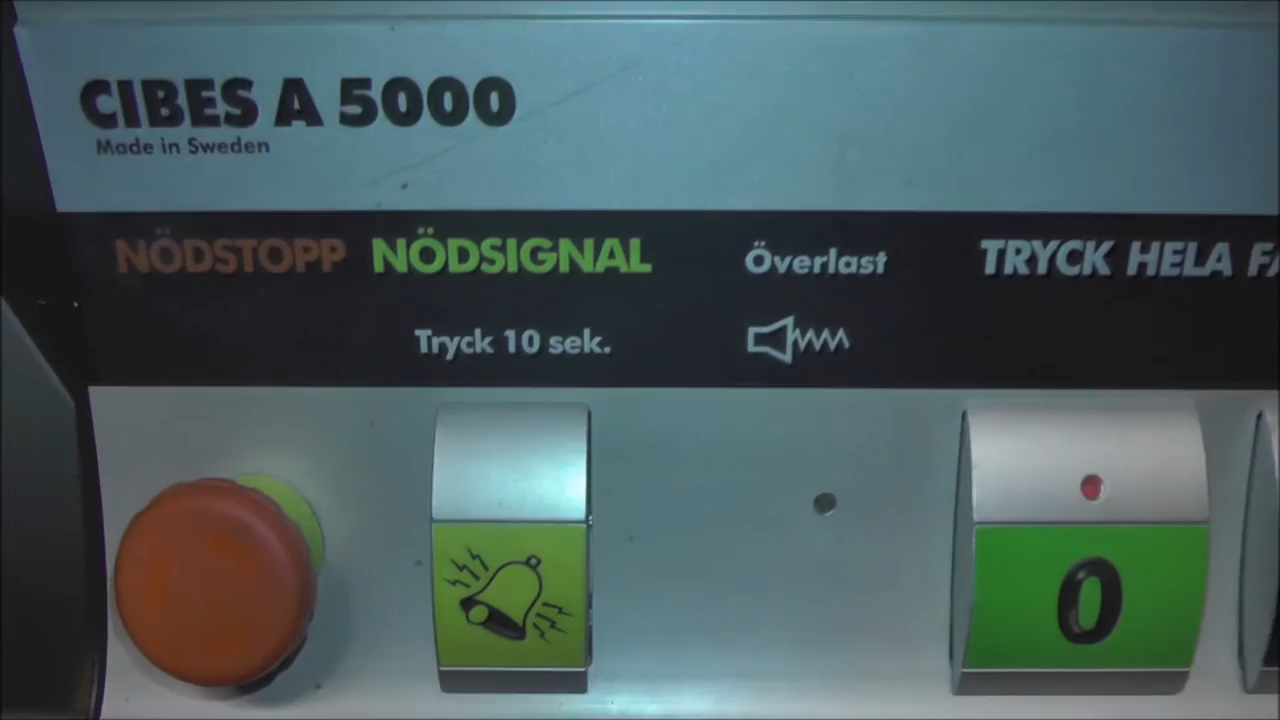 CIBES A 5000
Made in Sweden
NÖDSTOPP NÖDSIGNAL Överlast TRYCK HELA
Tryck 10 sek.
0